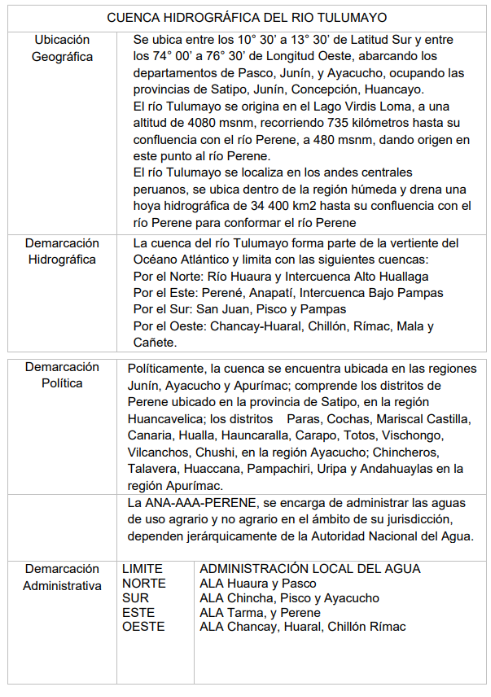 CUENCA HIDROGRÁFICA DEL RIO TULUMAYO
Ubicación
Geográfica
Se ubica entre los 10° 30’ a 13° 30’ de Latitud Sur y entre
los 74° 00’ a 76° 30’ de Longitud Oeste, abarcando los
departamentos de Pasco, Junín, y Ayacucho, ocupando las
provincias de Satipo, Junín, Concepción, Huancayo.
El río Tulumayo se origina en el Lago Virdis Loma, a una
altitud de 4080 msnm, recorriendo 735 kilómetros hasta su
confluencia con el río Perene, a 480 msnm, dando origen en
este punto al río Perene.
El río Tulumayo se localiza en los andes centrales
peruanos, se ubica dentro de la región húmeda y drena una
hoya hidrográfica de 34 400 km2 hasta su confluencia con el
río Perene para conformar el río Perene
Demarcación
Hidrográfica
La cuenca del río Tulumayo forma parte de la vertiente del
Océano Atlántico y limita con las siguientes cuencas:
Por el Norte: Río Huaura y Intercuenca Alto Huallaga
Por el Este: Perené, Anapatí, Intercuenca Bajo Pampas
Por el Sur: San Juan, Pisco y Pampas
Por el Oeste: Chancay-Huaral, Chillón, Rímac, Mala y
Cañete.
Demarcación
Política
Políticamente, la cuenca se encuentra ubicada en las regiones
Junín, Ayacucho y Apurímac; comprende los distritos de
Perene ubicado en la provincia de Satipo, en la región
Huancavelica; los distritos Paras, Cochas, Mariscal Castilla,
Canaria, Hualla, Hauncaralla, Carapo, Totos, Vischongo,
Vilcanchos, Chushi, en la región Ayacucho; Chincheros,
Talavera, Huaccana, Pampachiri, Uripa y Andahuaylas en la
región Apurímac.
La ANA-AAA-PERENE, se encarga de administrar las aguas
de uso agrario y no agrario en el ámbito de su jurisdicción,
dependen jerárquicamente de la Autoridad Nacional del Agua.
Demarcación
Administrativa
LIMITE ADMINISTRACIÓN LOCAL DEL AGUA
NORTE ALA Huaura y Pasco
SUR ALA Chincha, Pisco y Ayacucho
ESTE ALA Tarma, y Perene
OESTE ALA Chancay, Huaral, Chillón Rímac